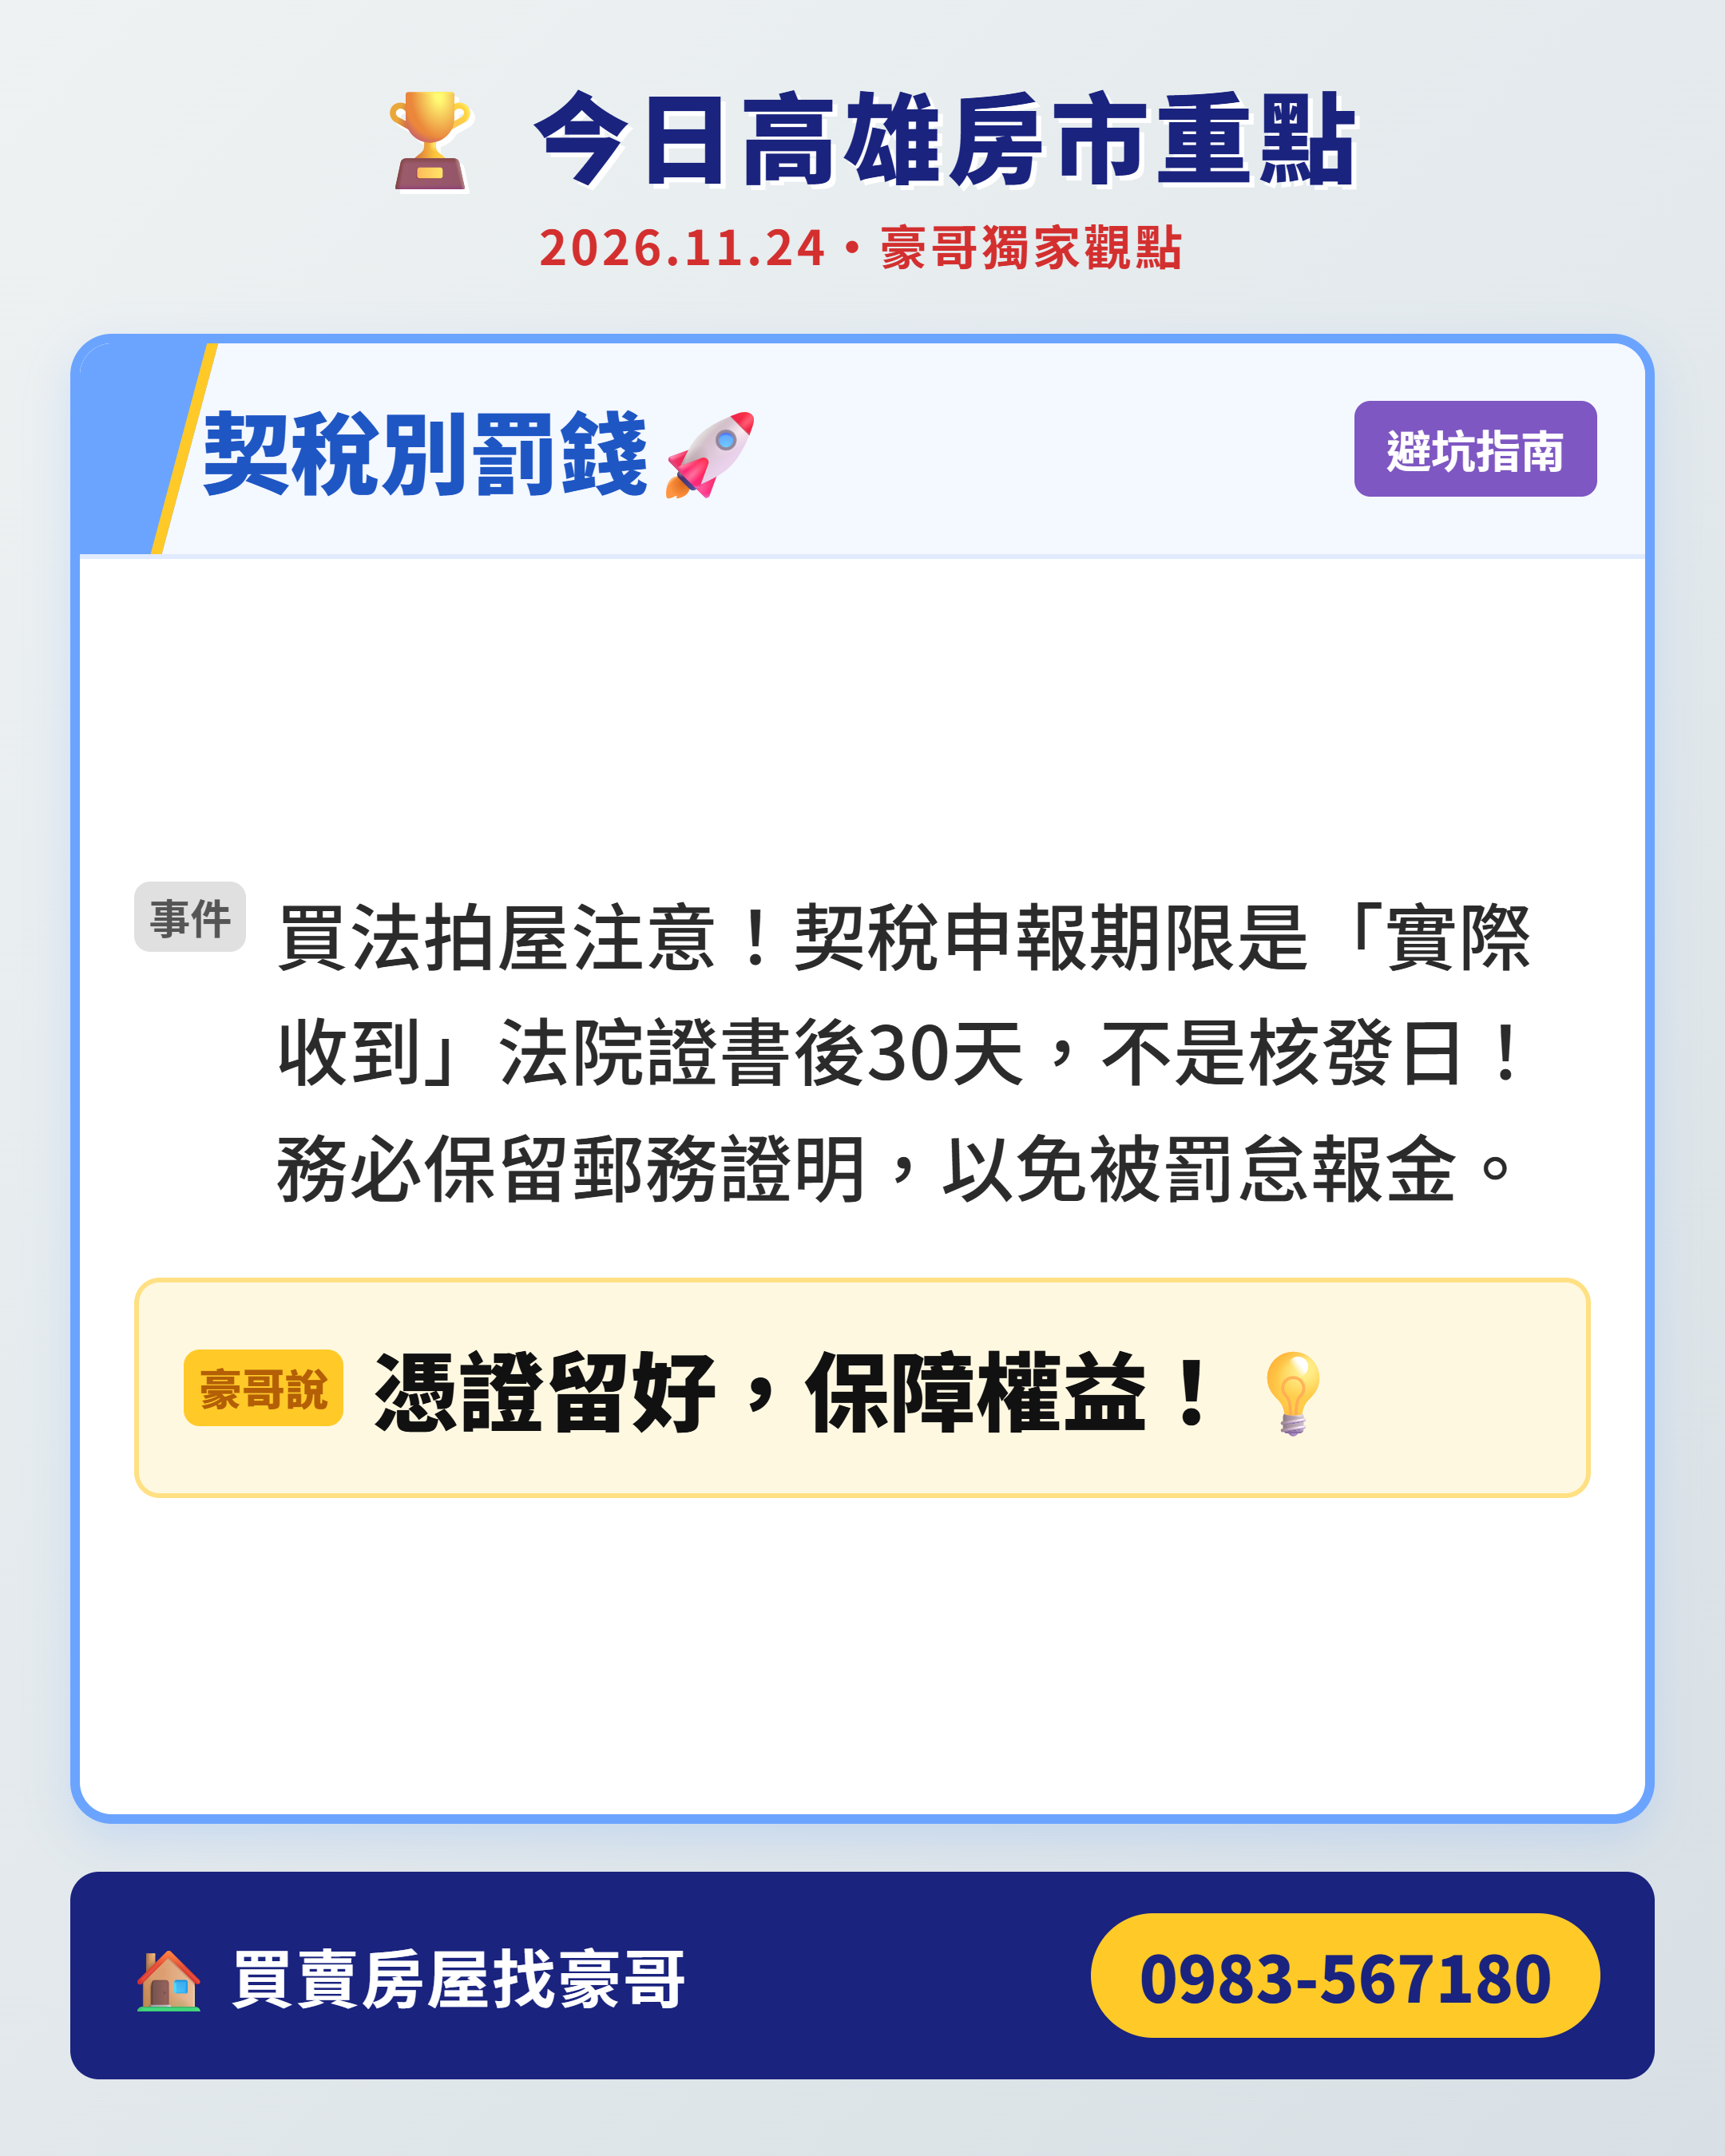 🏆 今日高雄房市重點
2026.11.24・豪哥獨家觀點
契稅別罰錢🚀
避坑指南
事件
買法拍屋注意！契稅申報期限是「實際
收到」法院證書後30天，不是核發日！
務必保留郵務證明，以免被罰怠報金。
豪哥說
憑證留好，保障權益！💡
🏠 買賣房屋找豪哥
0983-567180